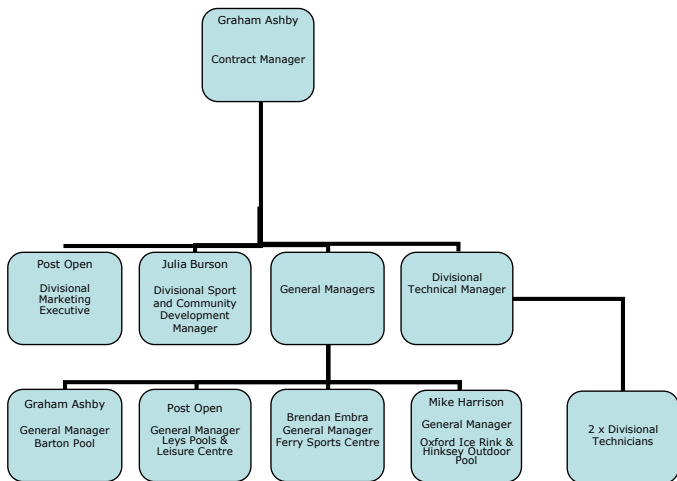 Graham Ashby
Contract Manager
Post Open
Divisional
Marketing
Executive
Julia Burson
Divisional Sport
and Community
Development
Manager
General Managers
Divisional
Technical Manager
Graham Ashby
General Manager
Barton Pool
Post Open
General Manager
Leys Pools &
Leisure Centre
Brendan Embra
General Manager
Ferry Sports Centre
Mike Harrison
General Manager
Oxford Ice Rink &
Hinksey Outdoor
Pool
2 x Divisional
Technicians